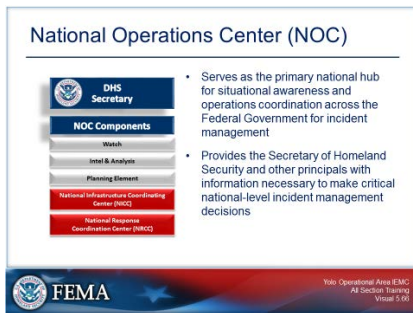 National Operations Center (NOC)
DHS
Secretary
NOC Components
Watch
Intel & Analysis
Planning Element
National Infrastructure Coordinating
Center (NICC)
National Response
Coordination Center (NRCC)
• Serves as the primary national hub
for situational awareness and
operations coordination across the
Federal Government for incident
management
• Provides the Secretary of Homeland
Security and other principals with
information necessary to make critical
national-level incident management
decisions
FEMA
Yolo Operational Area IEMC
All Section Training
Visual 5.66